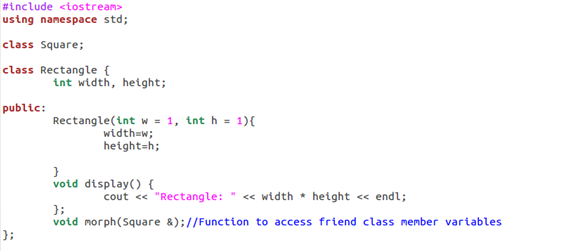 #include <iostream>
using namespace std;
class Square;
class Rectangle {
int width, height;
public:
Rectangle(int w = 1, int h = 1){
width=w;
height=h;
}
void display() {
cout << "Rectangle: " << width * height << endl;
};
void morph(Square &);//Function to access friend class member variables
};